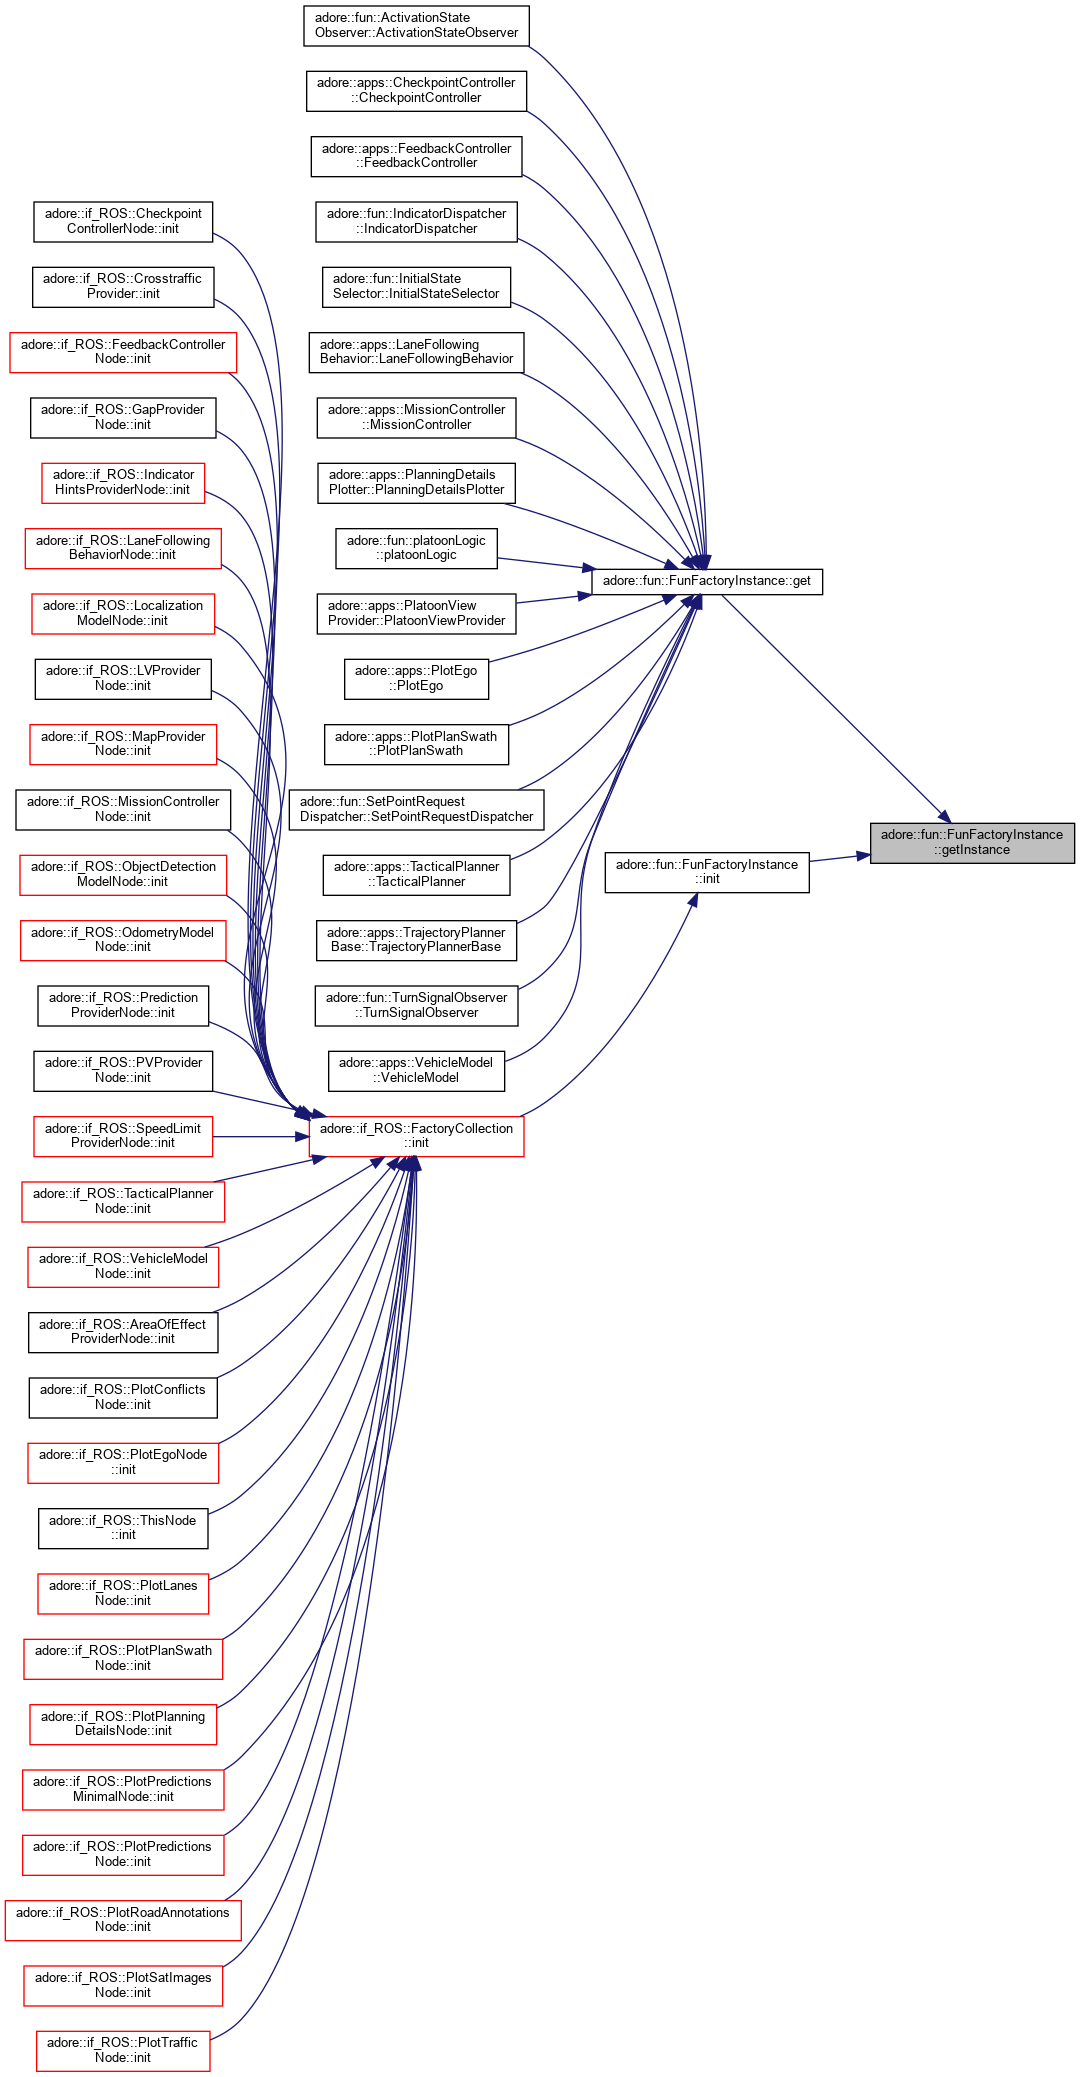 adore::fun::ActivationState
Observer::ActivationStateObserver
adore::apps::CheckpointController
::CheckpointController
adore::apps::FeedbackController
::FeedbackController
adore::fun::IndicatorDispatcher
::IndicatorDispatcher
adore::fun::InitialState
Selector::InitialStateSelector
adore::apps::LaneFollowing
Behavior::LaneFollowingBehavior
adore::apps::MissionController
::MissionController
adore::apps::PlanningDetails
Plotter::PlanningDetailsPlotter
adore::fun::platoonLogic
::platoonLogic
adore::apps::PlatoonView
Provider::PlatoonViewProvider
adore::apps::PlotEgo
::PlotEgo
adore::apps::PlotPlanSwath
::PlotPlanSwath
adore::fun::SetPointRequest
Dispatcher::SetPointRequestDispatcher
adore::apps::TacticalPlanner
::TacticalPlanner
adore::apps::TrajectoryPlanner
Base::TrajectoryPlannerBase
adore::fun::TurnSignalObserver
::TurnSignalObserver
adore::apps::VehicleModel
::VehicleModel
adore::if_ROS::FactoryCollection
::init
adore::fun::FunFactoryInstance::get
adore::fun::FunFactoryInstance
::init
adore::fun::FunFactoryInstance
::getInstance
adore::if_ROS::Checkpoint
ControllerNode::init
adore::if_ROS::Crosstraffic
Provider::init
adore::if_ROS::FeedbackController
Node::init
adore::if_ROS::GapProvider
Node::init
adore::if_ROS::Indicator
HintsProviderNode::init
adore::if_ROS::LaneFollowing
BehaviorNode::init
adore::if_ROS::Localization
ModelNode::init
adore::if_ROS::LVProvider
Node::init
adore::if_ROS::MapProvider
Node::init
adore::if_ROS::MissionController
Node::init
adore::if_ROS::ObjectDetection
ModelNode::init
adore::if_ROS::OdometryModel
Node::init
adore::if_ROS::Prediction
ProviderNode::init
adore::if_ROS::PVProvider
Node::init
adore::if_ROS::SpeedLimit
ProviderNode::init
adore::if_ROS::TacticalPlanner
Node::init
adore::if_ROS::VehicleModel
Node::init
adore::if_ROS::AreaOfEffect
ProviderNode::init
adore::if_ROS::PlotConflicts
Node::init
adore::if_ROS::PlotEgoNode
::init
adore::if_ROS::ThisNode
::init
adore::if_ROS::PlotLanes
Node::init
adore::if_ROS::PlotPlanSwath
Node::init
adore::if_ROS::PlotPlanning
DetailsNode::init
adore::if_ROS::PlotPredictions
MinimalNode::init
adore::if_ROS::PlotPredictions
Node::init
adore::if_ROS::PlotRoadAnnotations
Node::init
adore::if_ROS::PlotSatImages
Node::init
adore::if_ROS::PlotTraffic
Node::init